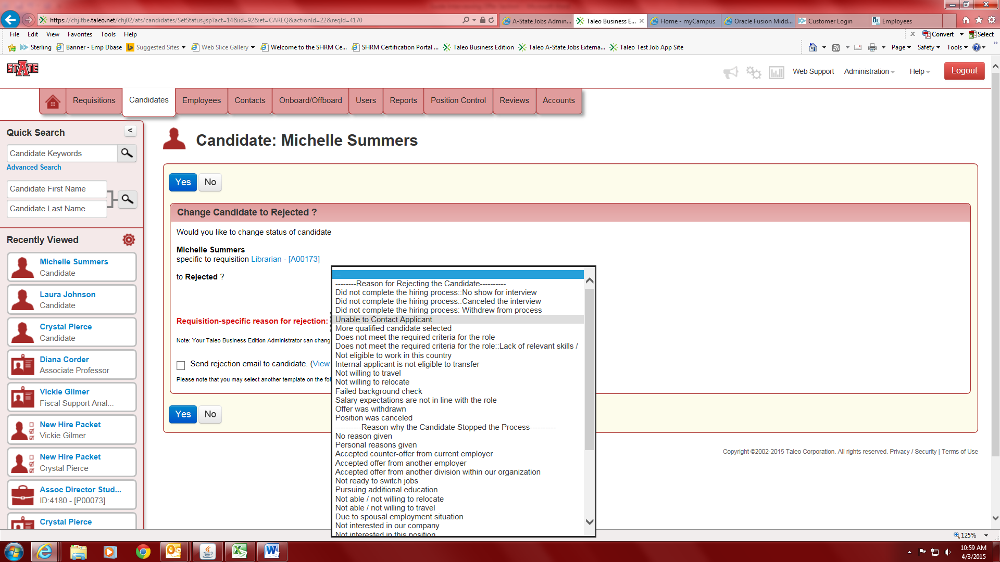 https://chj.tbe.taleo.net/chj02/ats/candidates/SetStatus.jsp?act=14&id=92&et=CAREQ&actionId=22&reqId=4170
A-State Jobs Admin...
Taleo Business E...
Home - myCampus
Oracle Fusion Midd...
Customer Login
Employees
File Edit View Favorites Tools Help
Convert Select
Sterling Banner - Emp Dbase Suggested Sites Web Slice Gallery Welcome to the SHRM Ce... SHRM Certification Portal ... Taleo Business Edition Taleo A-State Jobs Externa... Taleo Test Job App Site
Page Safety Tools
STATE
Web Support Administration Help Logout
Requisitions Candidates Employees Contacts Onboard/Offboard Users Reports Position Control Reviews Accounts
Quick Search <
Candidate Keywords
Advanced Search
Candidate First Name
Candidate Last Name
Recently Viewed
Michelle Summers
Candidate
Laura Johnson
Candidate
Crystal Pierce
Candidate
Diana Corder
Associate Professor
Vickie Gilmer
Fiscal Support Anal...
New Hire Packet
Vickie Gilmer
New Hire Packet
Crystal Pierce
Assoc Director Stud...
ID:4180 - [P00073]
Crystal Pierce
Candidate: Michelle Summers
Yes No
Change Candidate to Rejected ?
Would you like to change status of candidate
Michelle Summers
specific to requisition Librarian - [A00173]
to Rejected ?
Requisition-specific reason for rejection:
Note: Your Taleo Business Edition Administrator can chang
Send rejection email to candidate. (View
Please note that you may select another template on the fol
Yes No
--
--------Reason for Rejecting the Candidate----------
Did not complete the hiring process::No show for interview
Did not complete the hiring process::Canceled the interview
Did not complete the hiring process: Withdrew from process
Unable to Contact Applicant
More qualified candidate selected
Does not meet the required criteria for the role
Does not meet the required criteria for the role::Lack of relevant skills /
Not eligible to work in this country
Internal applicant is not eligible to transfer
Not willing to travel
Not willing to relocate
Failed background check
Salary expectations are not in line with the role
Offer was withdrawn
Position was canceled
----------Reason why the Candidate Stopped the Process----------
No reason given
Personal reasons given
Accepted counter-offer from current employer
Accepted offer from another employer
Accepted offer from another division within our organization
Not ready to switch jobs
Pursuing additional education
Not able / not willing to relocate
Not able / not willing to travel
Due to spousal employment situation
Not interested in our company
Not interested in this position
Copyright ©2002-2015 Taleo Corporation. All rights reserved. Privacy / Security | Terms of Use
125%
10:59 AM
4/3/2015